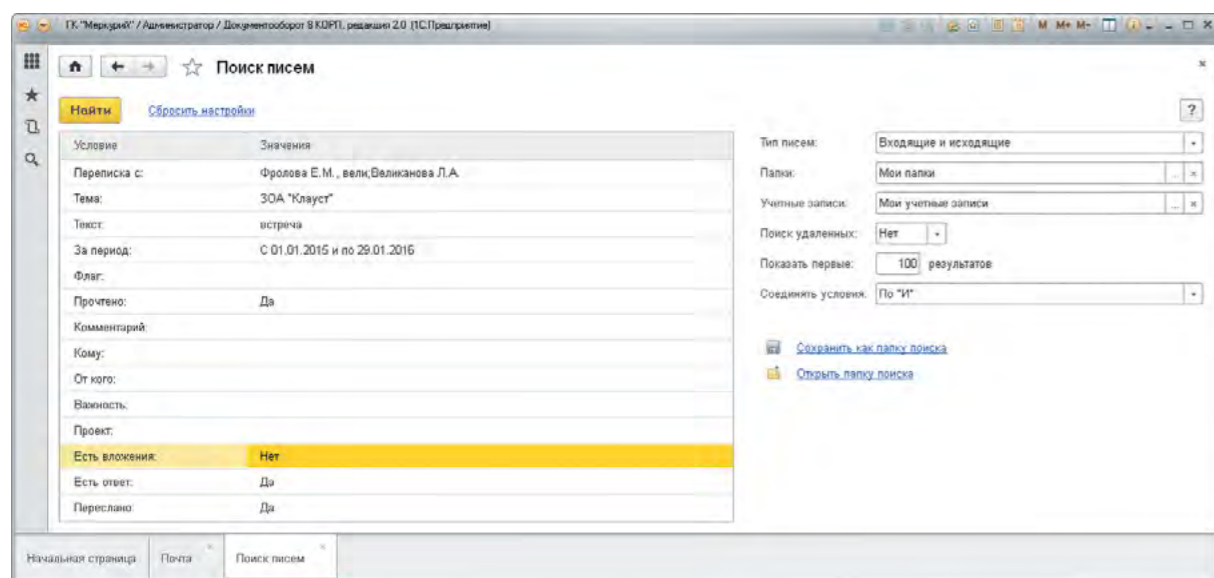 ГК "Меркурий" / Администратор / Документооборот 8 КОРП, редакция 2.0 (1С:Предприятие)
M M+ M-
Поиск писем
Найти Сбросить настройки ?
Условие Значения
Переписка с: Фролова Е.М., вели;Великанова Л.А.
Тема: ЗОА "Клауст"
Текст: встреча
За период: С 01.01.2015 и по 29.01.2016
Флаг:
Прочтено: Да
Комментарий:
Кому:
От кого:
Важность:
Проект:
Есть вложения: Нет
Есть ответ: Да
Переслано: Да
Тип писем: Входящие и исходящие
Папки: Мои папки
Учетные записи: Мои учетные записи
Поиск удаленных: Нет
Показать первые: 100 результатов
Соединять условия: По "И"
Сохранить как папку поиска
Открыть папку поиска
Начальная страница Почта Поиск писем